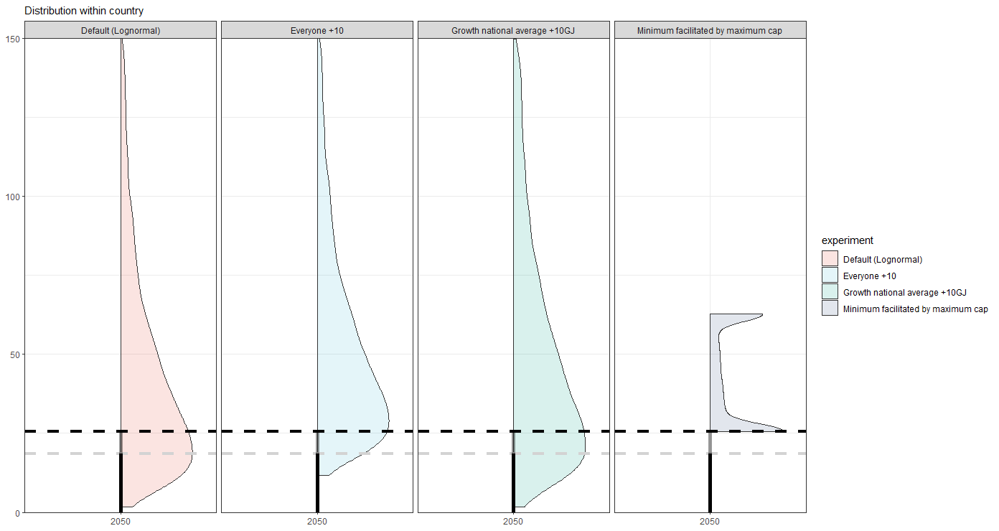 Distribution within country
Default (Lognormal)
Everyone +10
Growth national average +10GJ
Minimum facilitated by maximum cap
150
100
50
0
2050
2050
2050
2050
experiment
Default (Lognormal)
Everyone +10
Growth national average +10GJ
Minimum facilitated by maximum cap